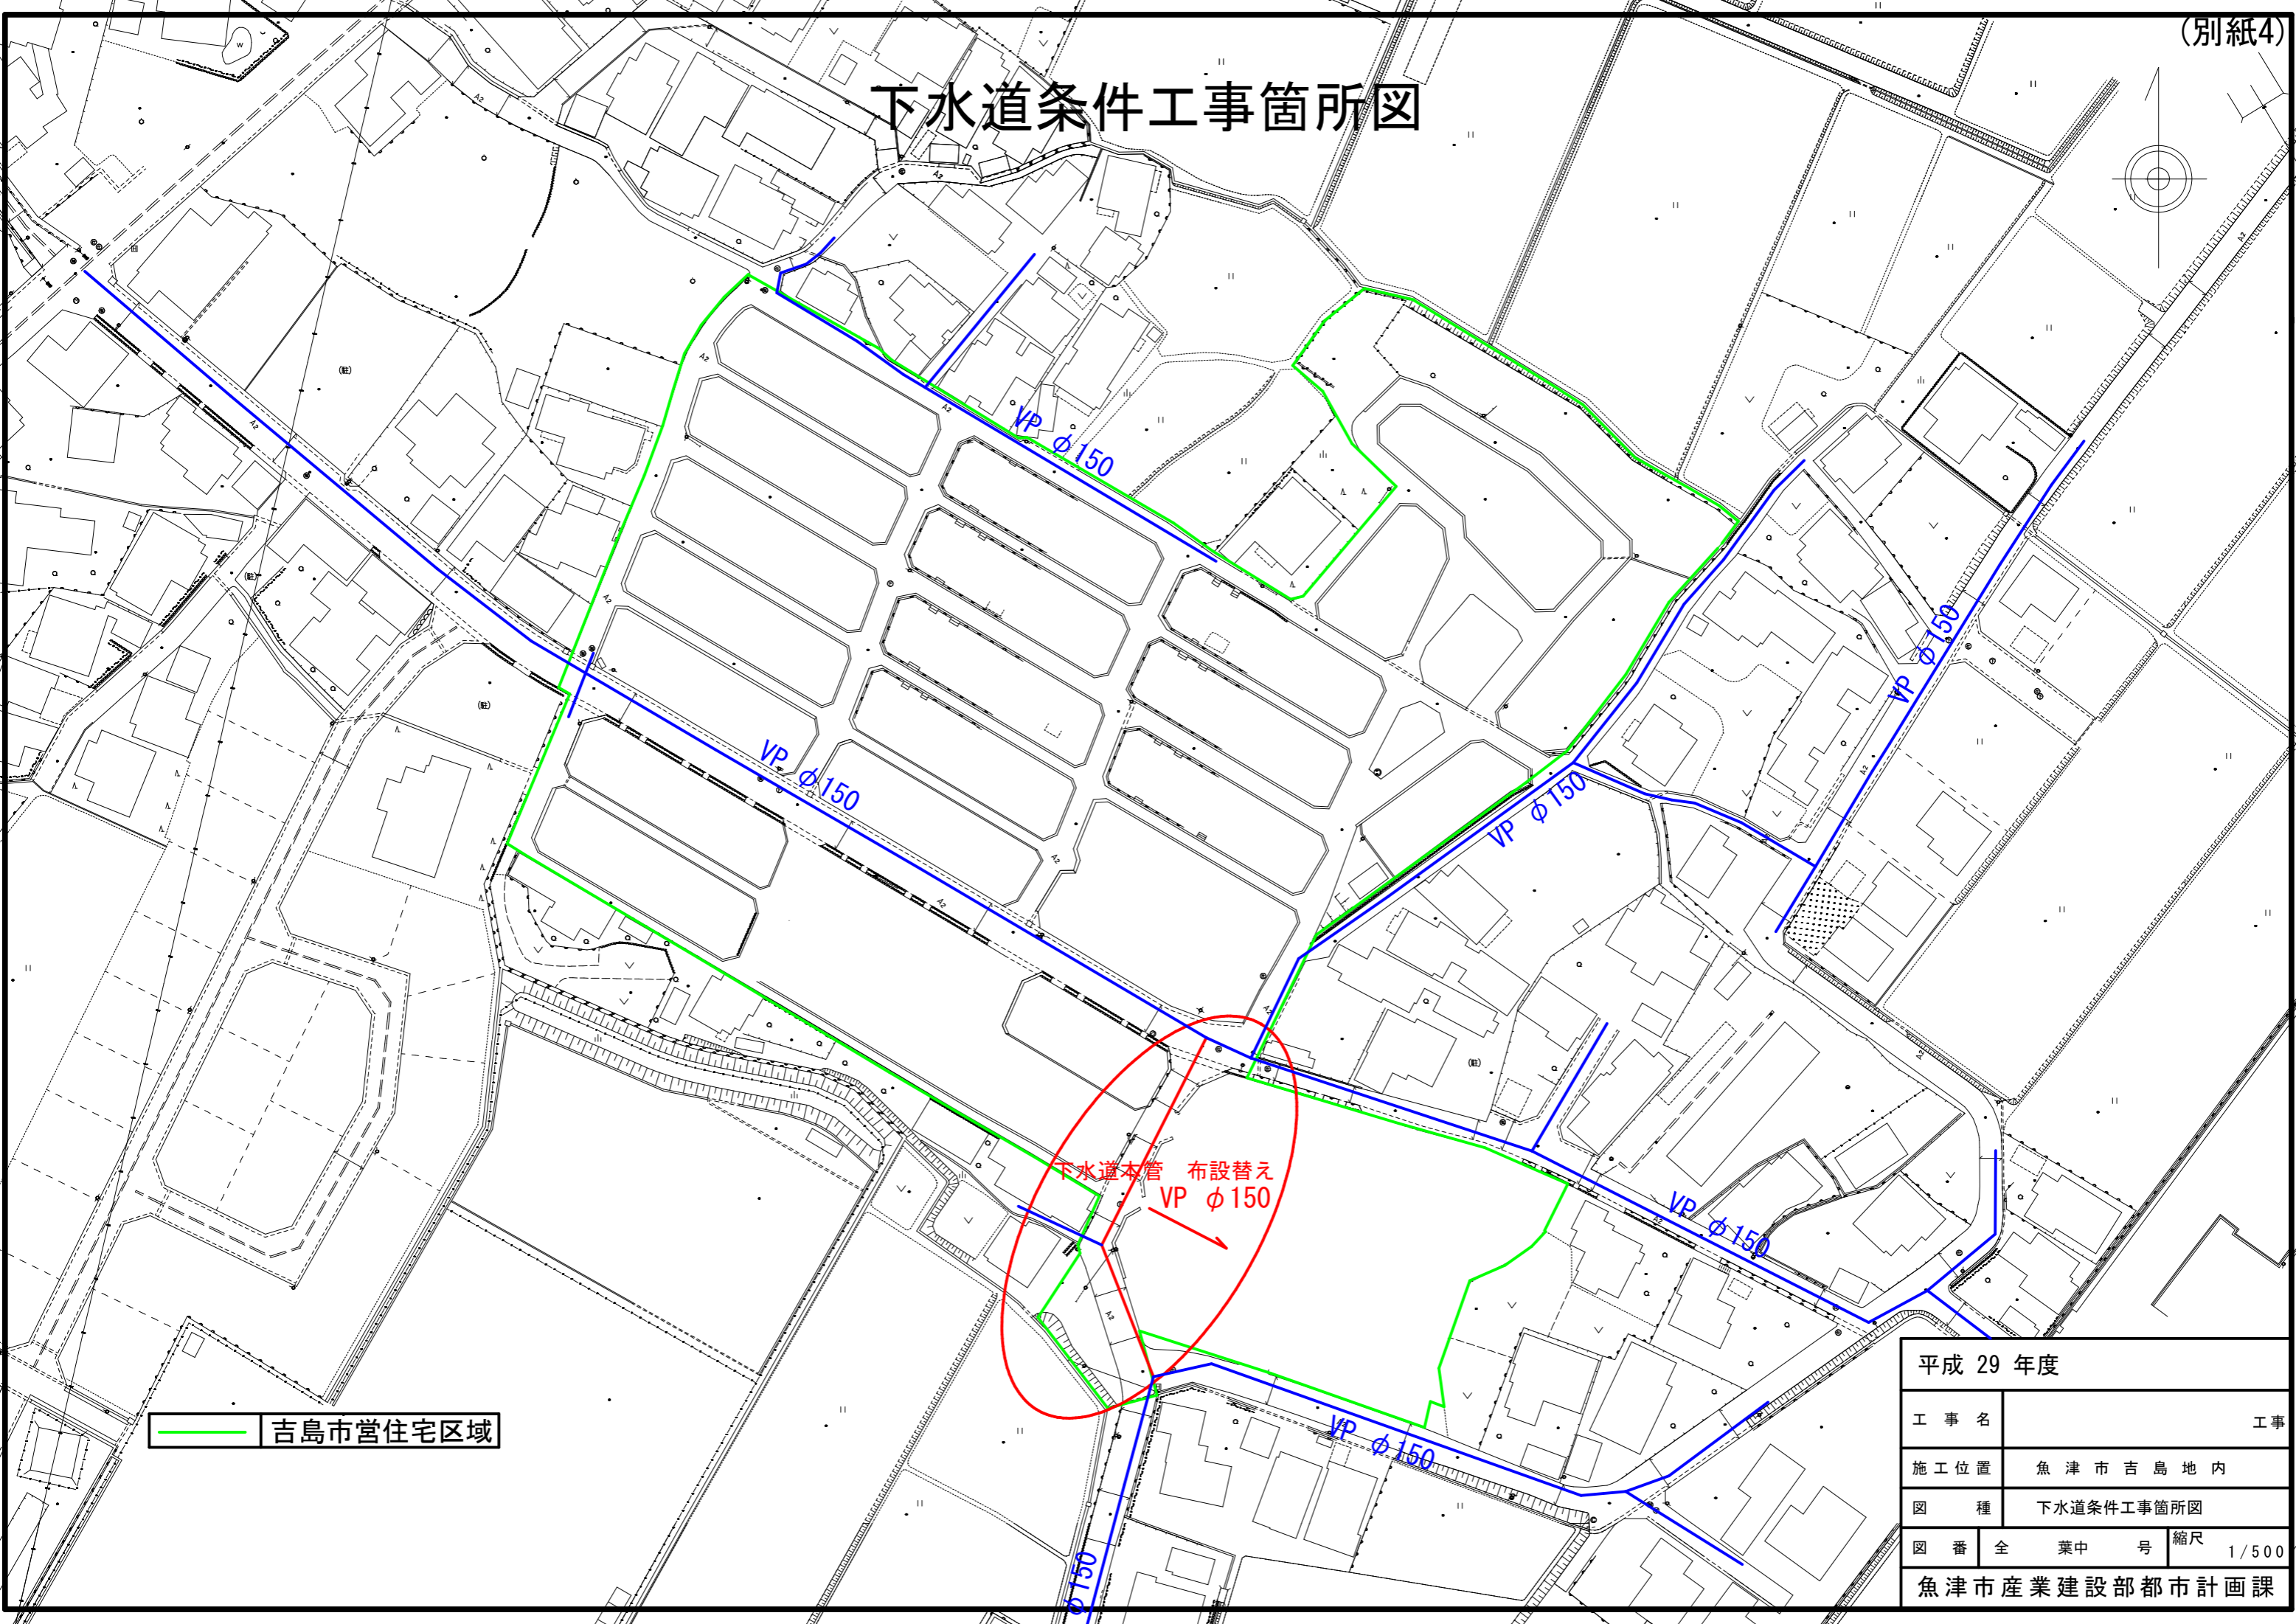 (別紙4)
下水道条件工事箇所図
VP φ150
VP φ150
VP φ150
VP φ150
下水道本管 布設替え
VP φ150
VP φ150
VP φ150
φ150
吉島市営住宅区域
平成 29 年度
工事名 工事
施工位置 魚津市吉島地内
図種 下水道条件工事箇所図
図番 全 葉中 号 縮尺 1/500
魚津市産業建設部都市計画課